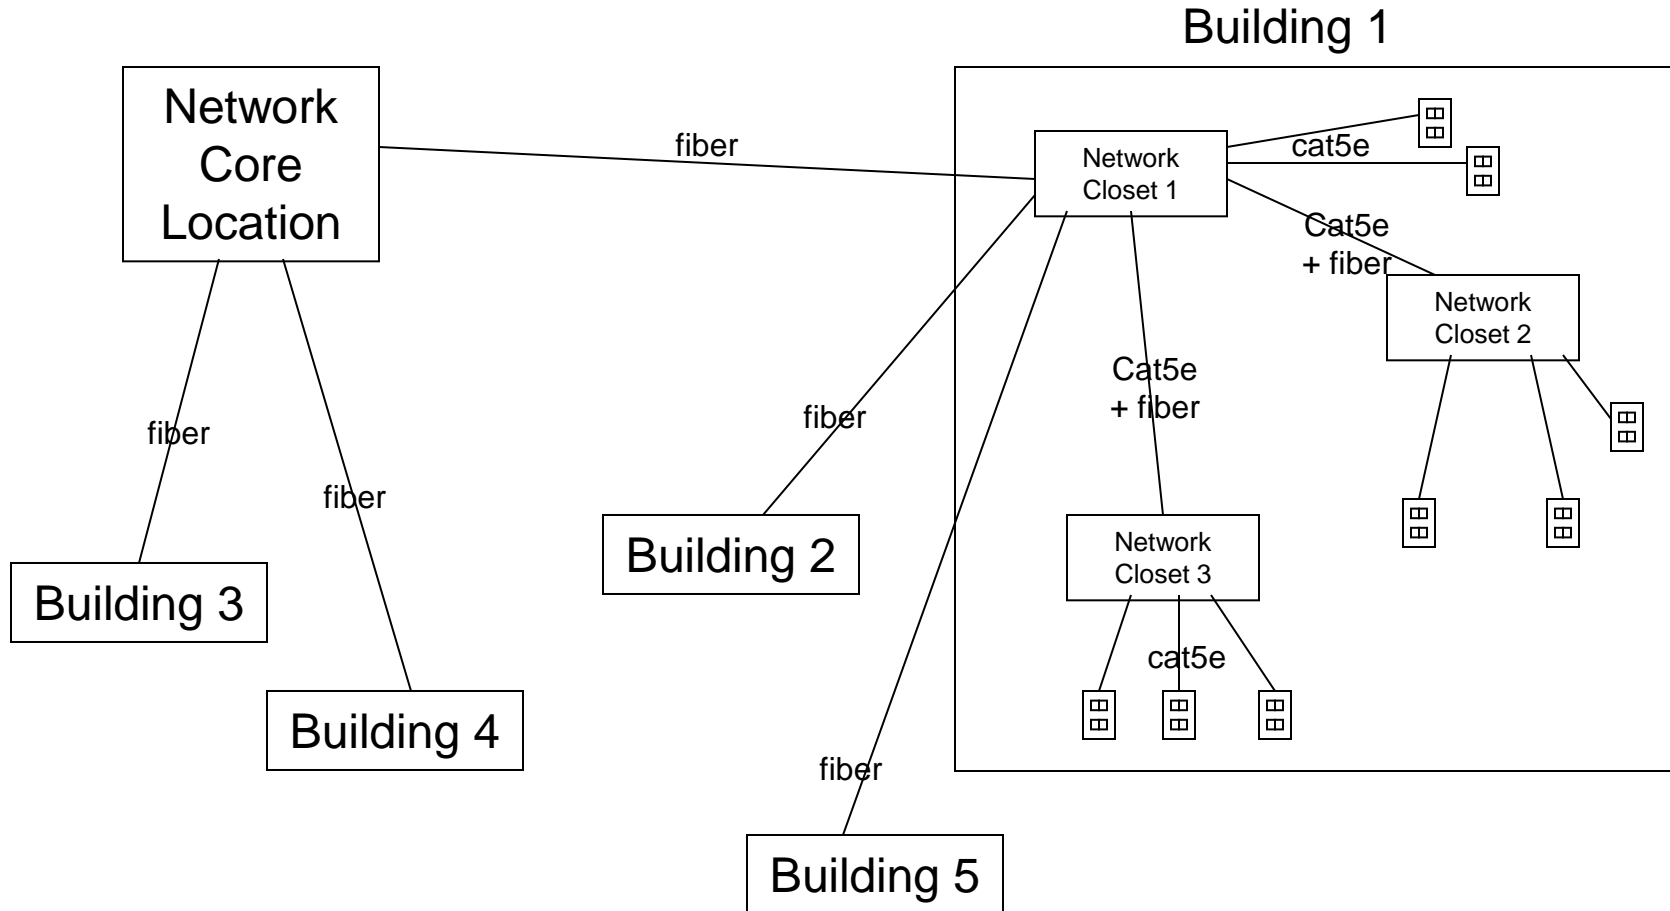 Building 1
Network
Core
Location
fiber
Network
Closet 1
cat5e
Cat5e
+ fiber
Network
Closet 2
Cat5e
+ fiber
fiber
fiber
fiber
Network
Closet 3
Building 2
Building 3
cat5e
Building 4
fiber
Building 5